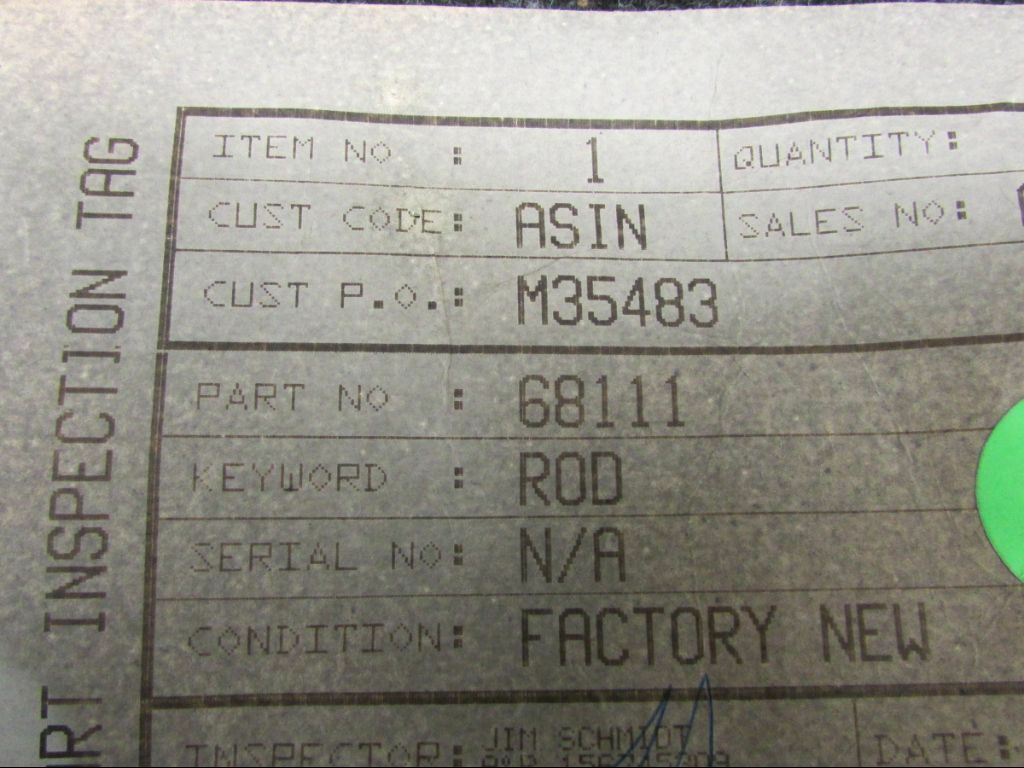 ITEM NO : 1 QUANTITY:
CUST CODE: ASIN SALES NO:
CUST P.O.: M35483
PART NO : 68111
KEYWORD : ROD
SERIAL NO: N/A
CONDITION: FACTORY NEW
INSPECTOR: JIM SCHMIDT DATE:
INSPECTION TAG